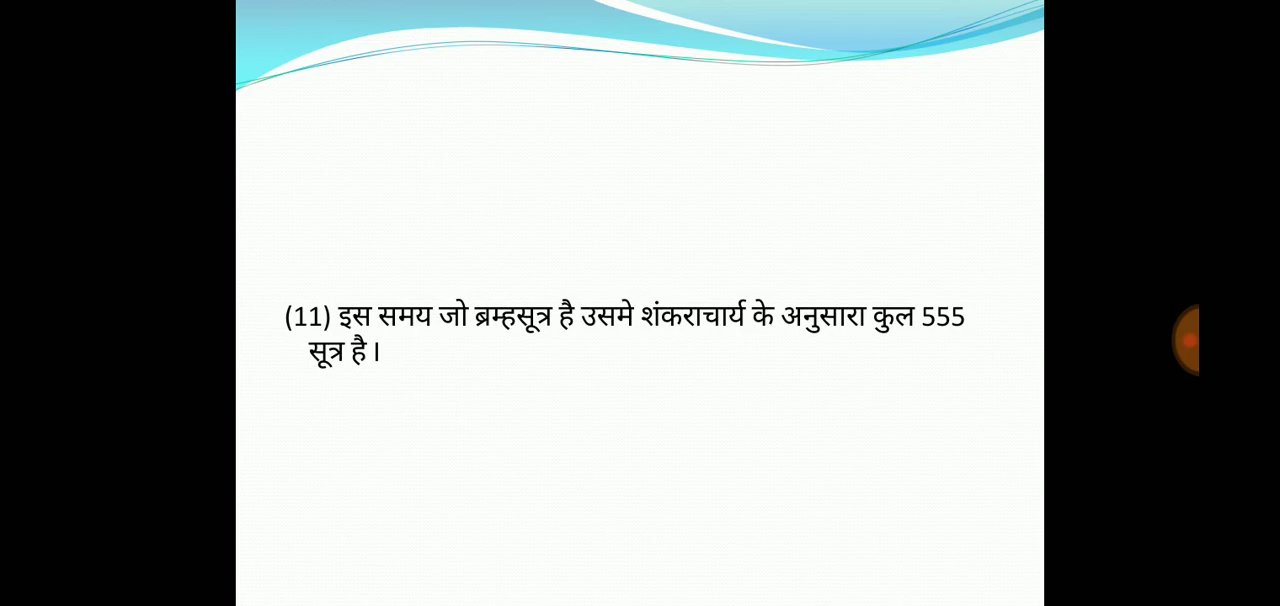 (11) इस समय जो ब्रम्हसूत्र है उसमे शंकराचार्य के अनुसारा कुल 555
सूत्र है ।